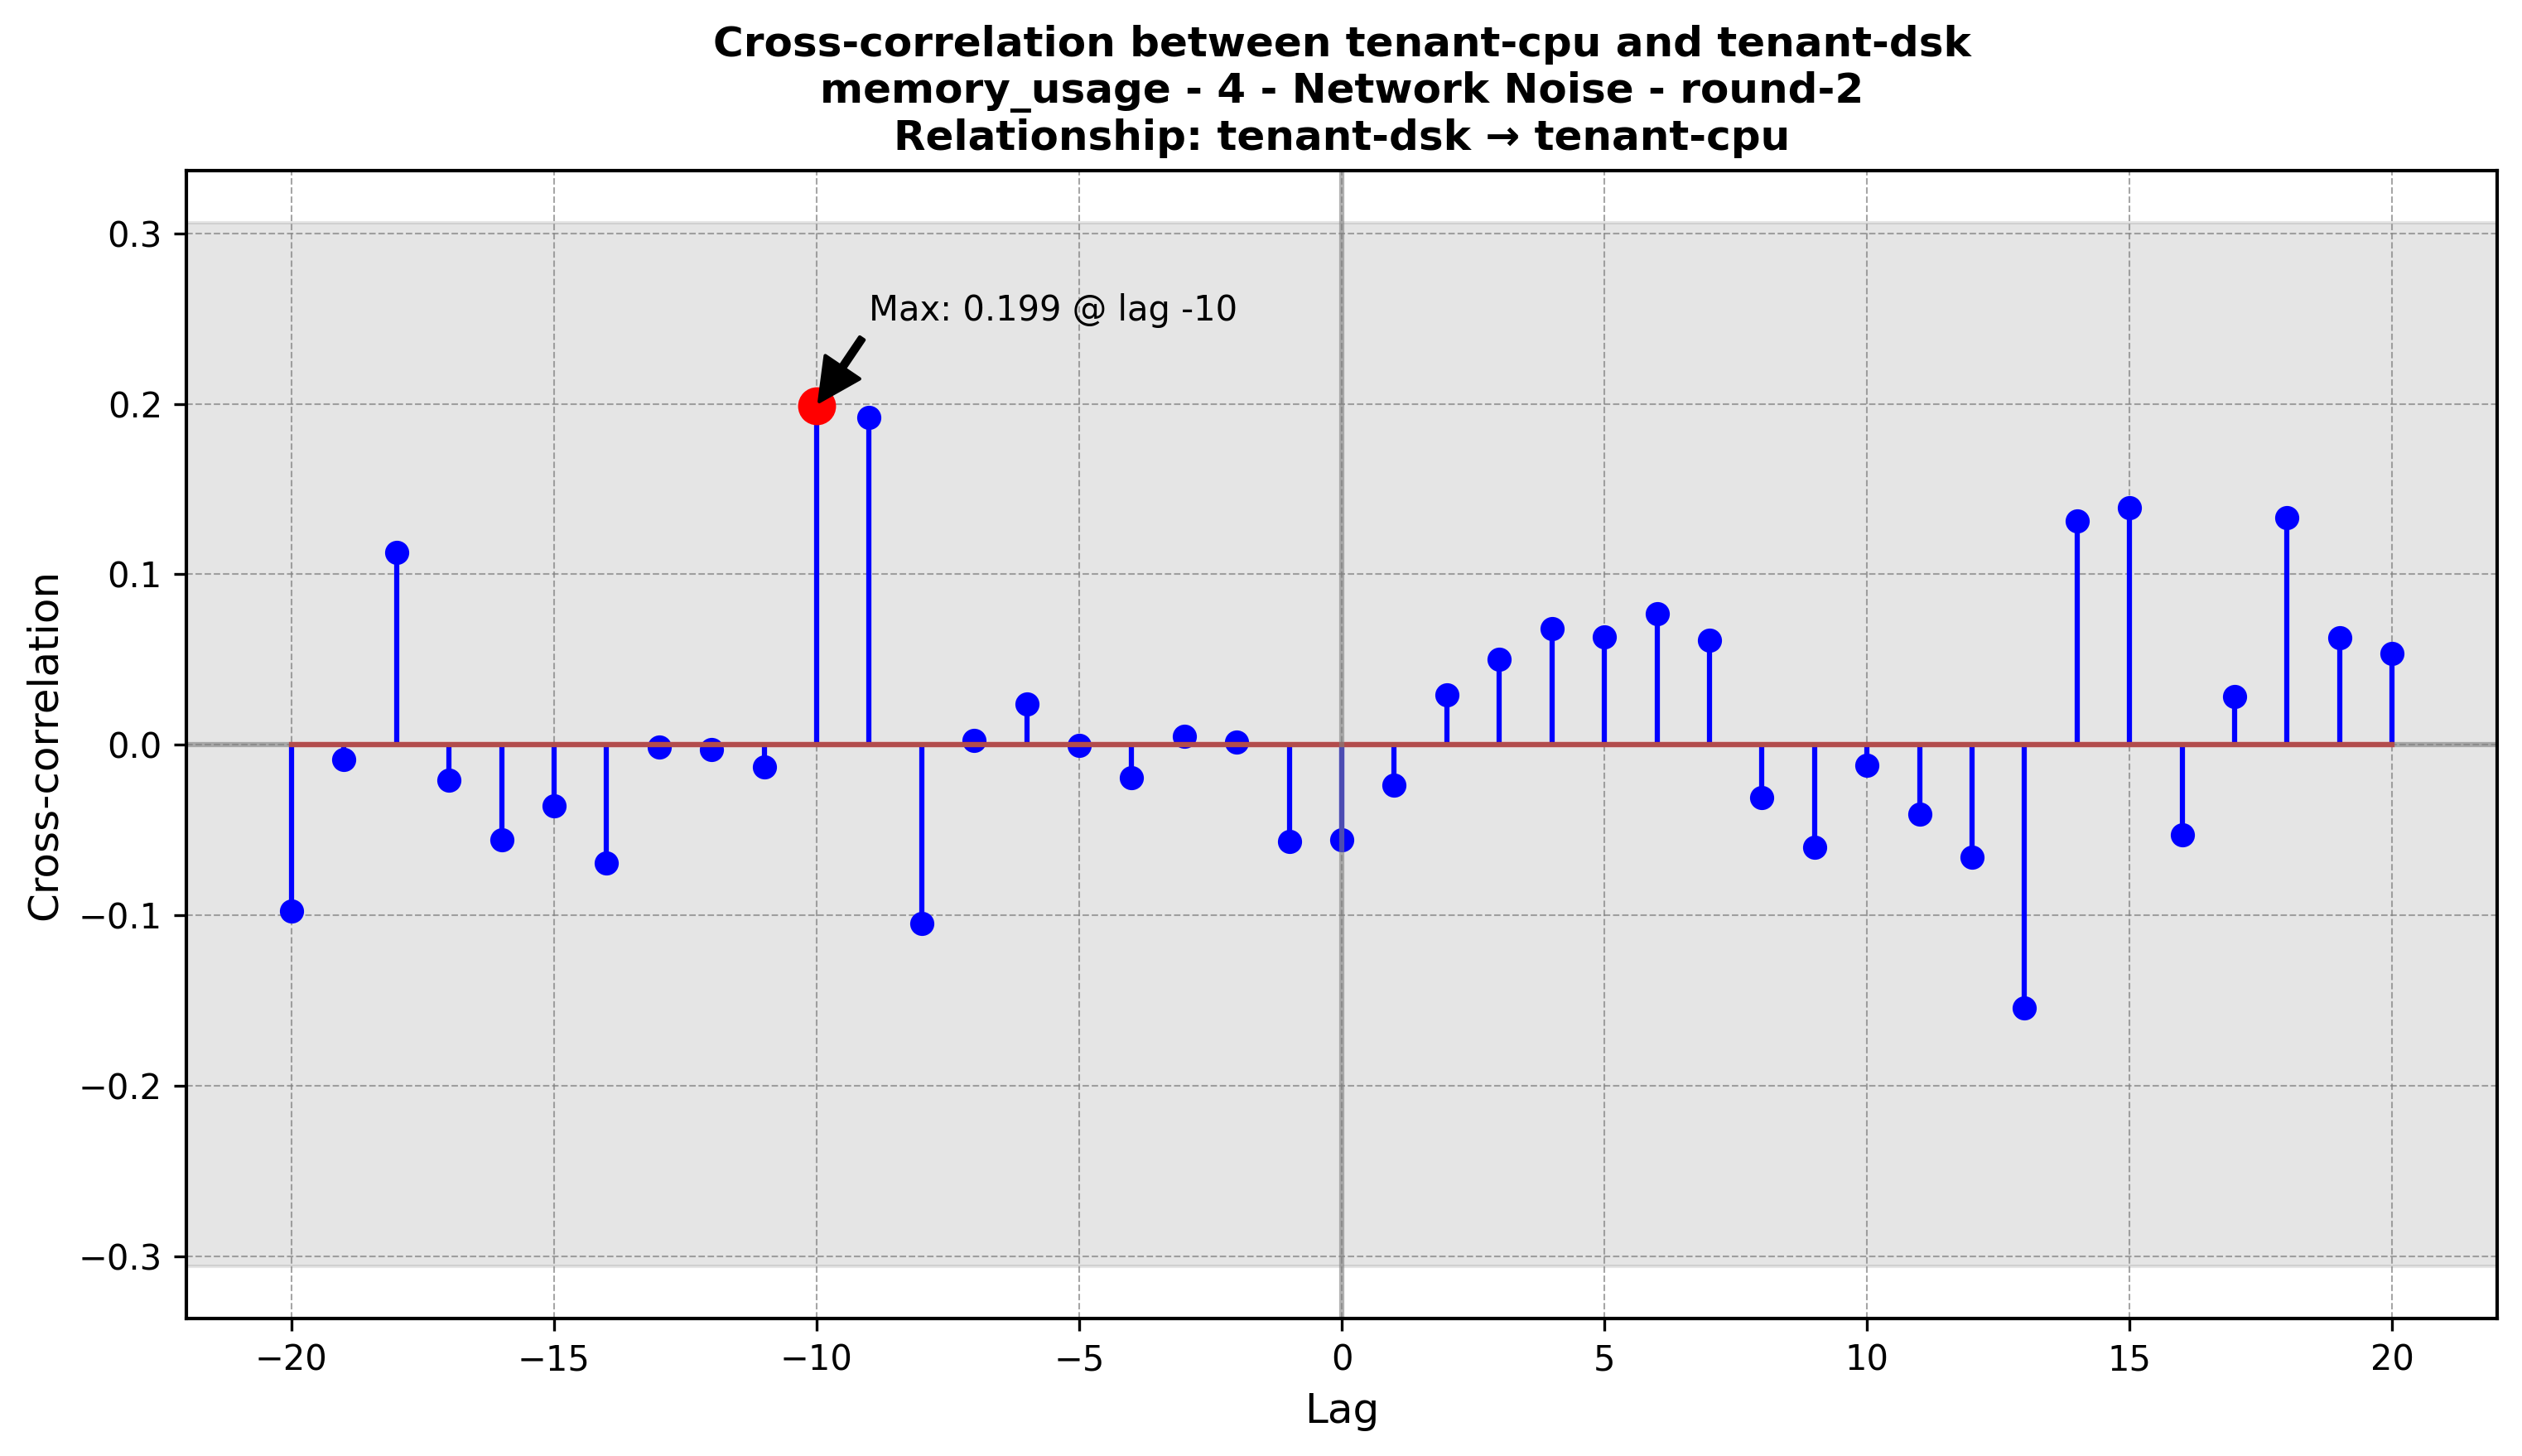 Cross-correlation between tenant-cpu and tenant-dsk
memory_usage - 4 - Network Noise - round-2
Relationship: tenant-dsk → tenant-cpu
Cross-correlation
0.3
0.2
0.1
0.0
−0.1
−0.2
−0.3
Max: 0.199 @ lag -10
−20
−15
−10
−5
0
5
10
15
20
Lag